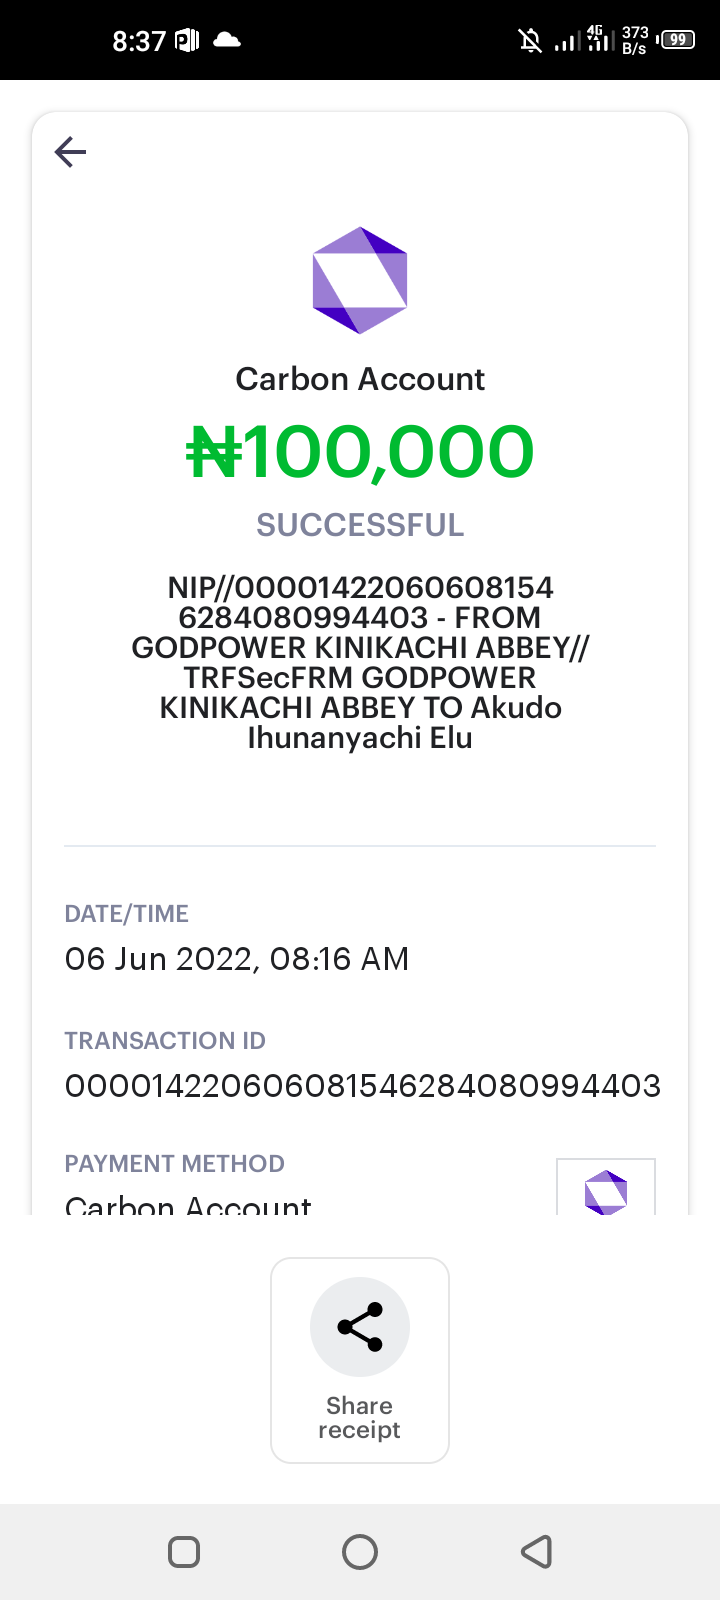 8:37
4G
373
B/s
99
Carbon Account
₦100,000
SUCCESSFUL
NIP//00001422060608154
6284080994403 - FROM
GODPOWER KINIKACHI ABBEY//
TRFSecFRM GODPOWER
KINIKACHI ABBEY TO Akudo
Ihunanyachi Elu
DATE/TIME
06 Jun 2022, 08:16 AM
TRANSACTION ID
000014220606081546284080994403
PAYMENT METHOD
Carbon Account
Share
receipt